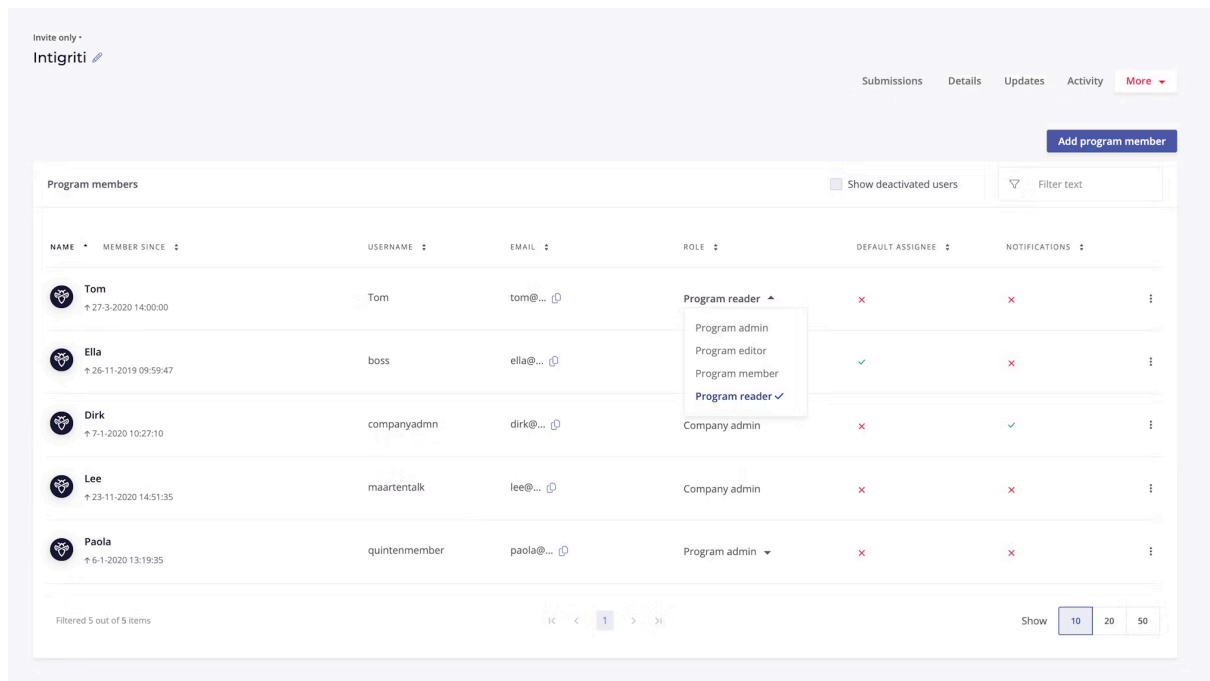 Invite only •
Intigriti
Submissions Details Updates Activity More
Add program member
Program members Show deactivated users Filter text
NAME MEMBER SINCE USERNAME EMAIL ROLE DEFAULT ASSIGNEE NOTIFICATIONS
Tom
27-3-2020 14:00:00
Tom tom@... Program reader
Program admin
Program editor
Program member
Program reader
Ella
26-11-2019 09:59:47
boss ella@...
Dirk
7-1-2020 10:27:10
companyadmn dirk@... Company admin
Lee
23-11-2020 14:51:35
maartentalk lee@... Company admin
Paola
6-1-2020 13:19:35
quintenmember paola@... Program admin
Filtered 5 out of 5 items 1 Show 10 20 50